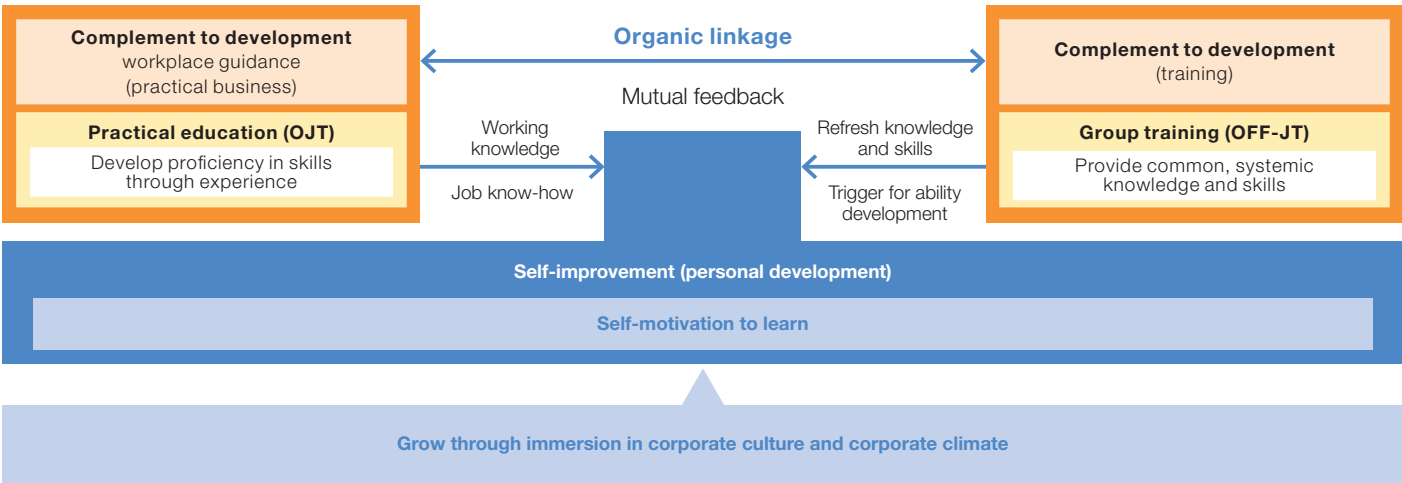 Complement to development
workplace guidance
(practical business)
Practical education (OJT)
Develop proficiency in skills
through experience
Organic linkage
Mutual feedback
Working
knowledge
Job know-how
Refresh knowledge
and skills
Trigger for ability
development
Complement to development
(training)
Group training (OFF-JT)
Provide common, systemic
knowledge and skills
Self-improvement (personal development)
Self-motivation to learn
Grow through immersion in corporate culture and corporate climate